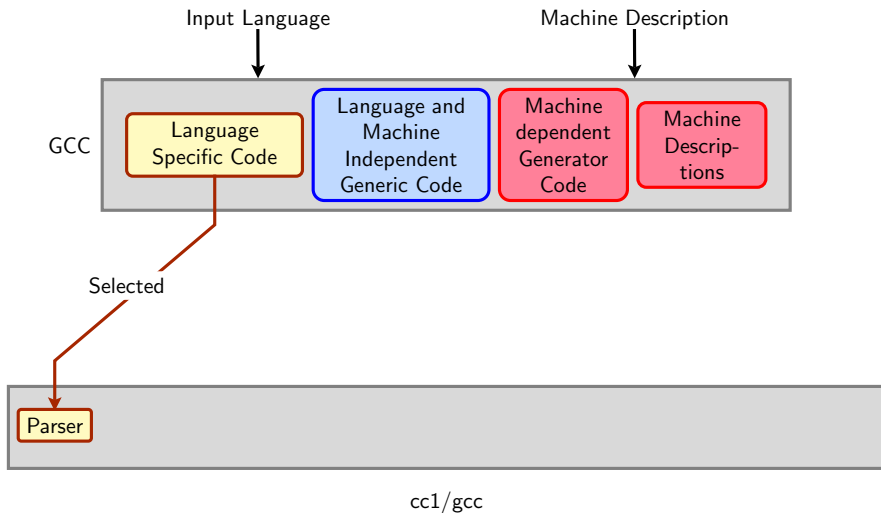 Input Language
Machine Description
GCC
Language
Specific Code
Language and
Machine
Independent
Generic Code
Machine
dependent
Generator
Code
Machine
Descrip-
tions
Selected
Parser
cc1/gcc